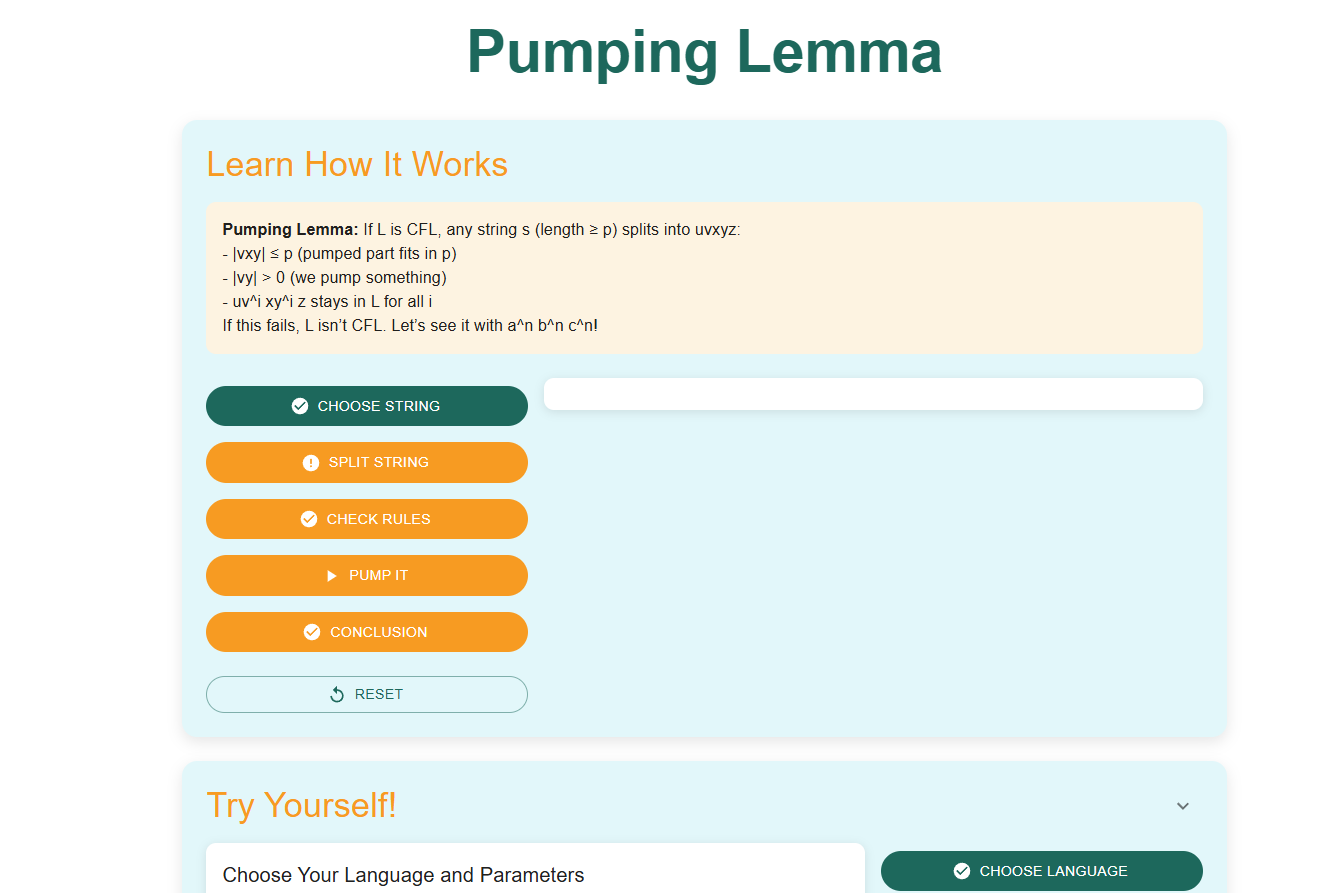 Pumping Lemma
Learn How It Works
Pumping Lemma: If L is CFL, any string s (length ≥ p) splits into uvxyz:
- |vxy| ≤ p (pumped part fits in p)
- |vy| > 0 (we pump something)
- uv^i xy^i z stays in L for all i
If this fails, L isn’t CFL. Let’s see it with a^n b^n c^n!
CHOOSE STRING
SPLIT STRING
CHECK RULES
PUMP IT
CONCLUSION
RESET
Try Yourself!
Choose Your Language and Parameters
CHOOSE LANGUAGE